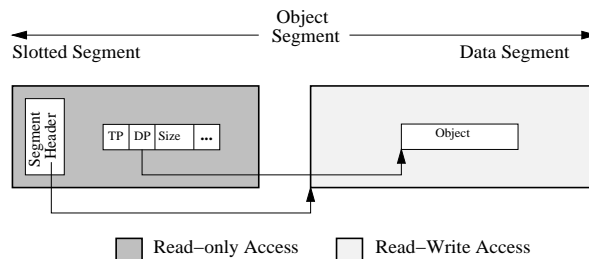 Object
Segment
Slotted Segment
Data Segment
Segment
Header
TP DP Size ...
Object
Read-only Access
Read-Write Access